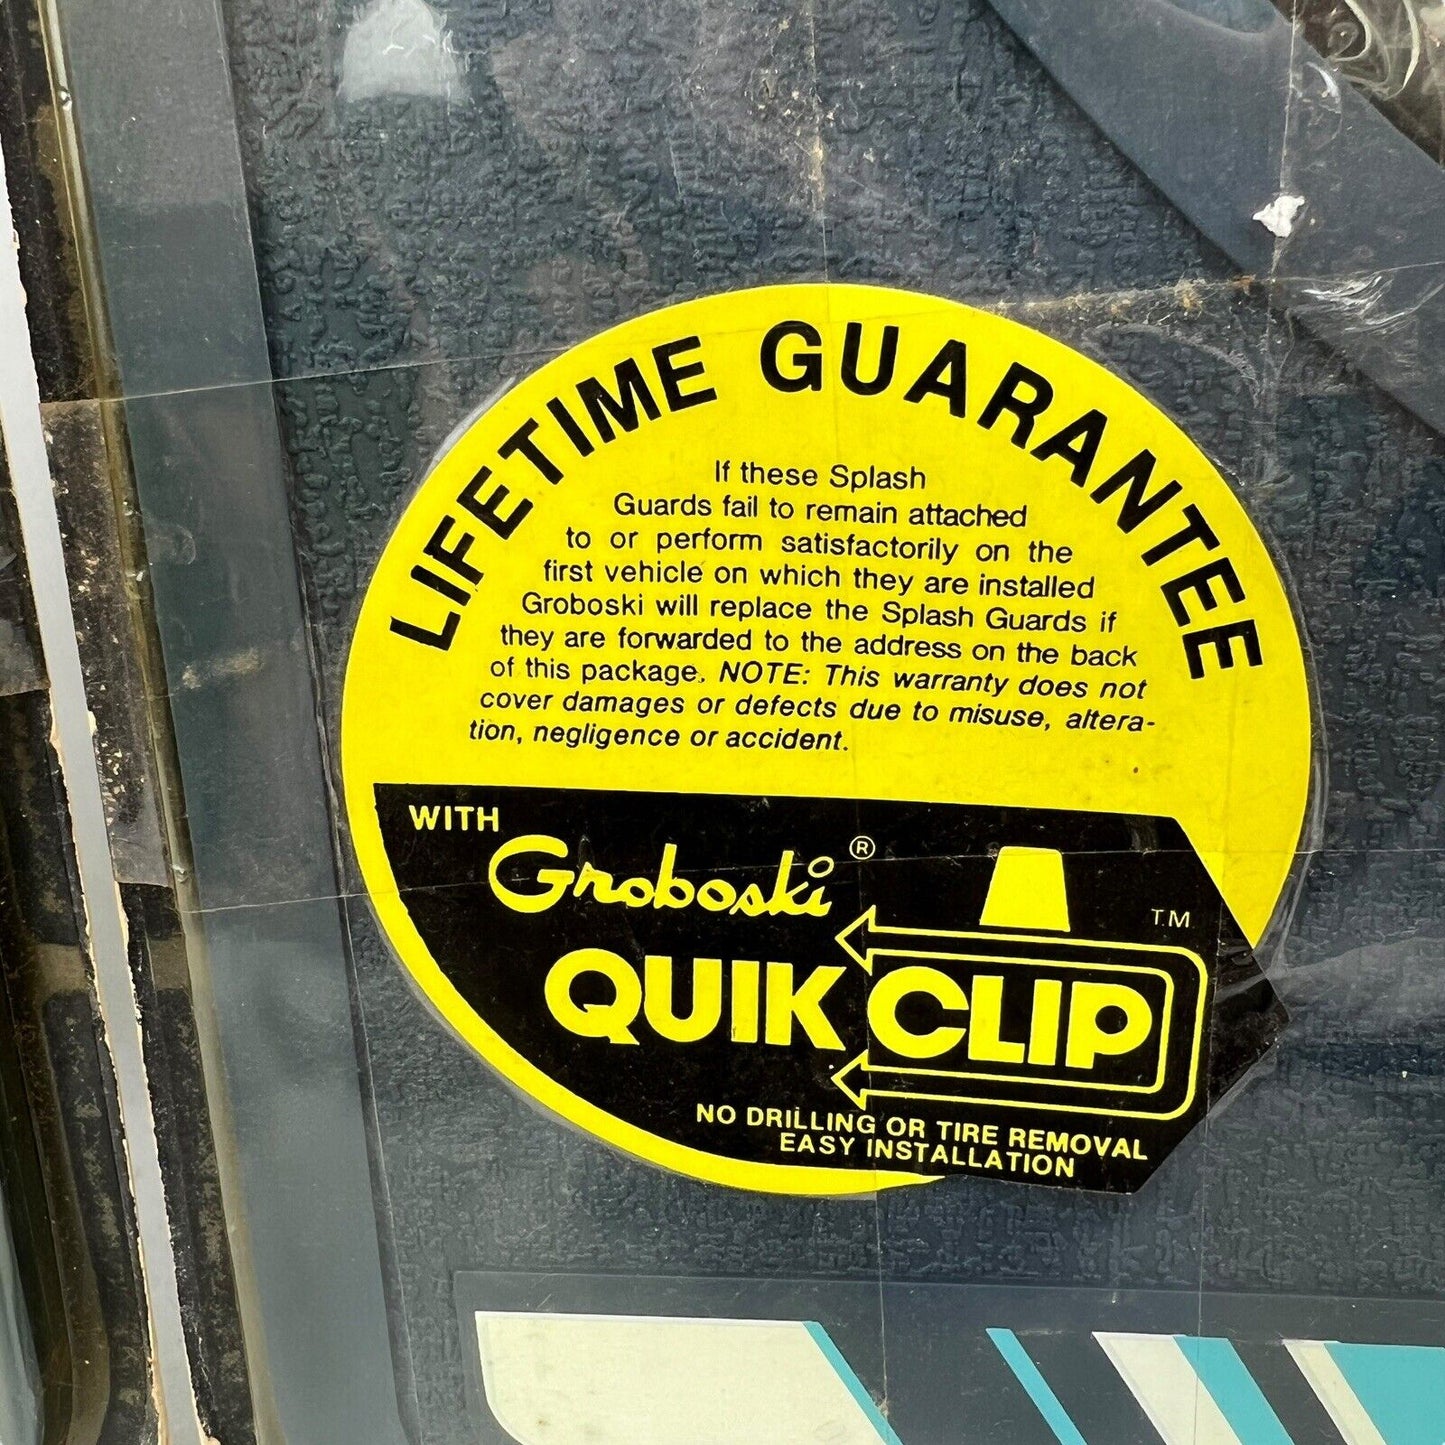 LIFETIME GUARANTEE
If these Splash
Guards fail to remain attached
to or perform satisfactorily on the
first vehicle on which they are installed
Groboski will replace the Splash Guards if
they are forwarded to the address on the back
of this package. NOTE: This warranty does not
cover damages or defects due to misuse, altera-
tion, negligence or accident.
WITH
Groboski®
QUIK CLIP TM
NO DRILLING OR TIRE REMOVAL
EASY INSTALLATION